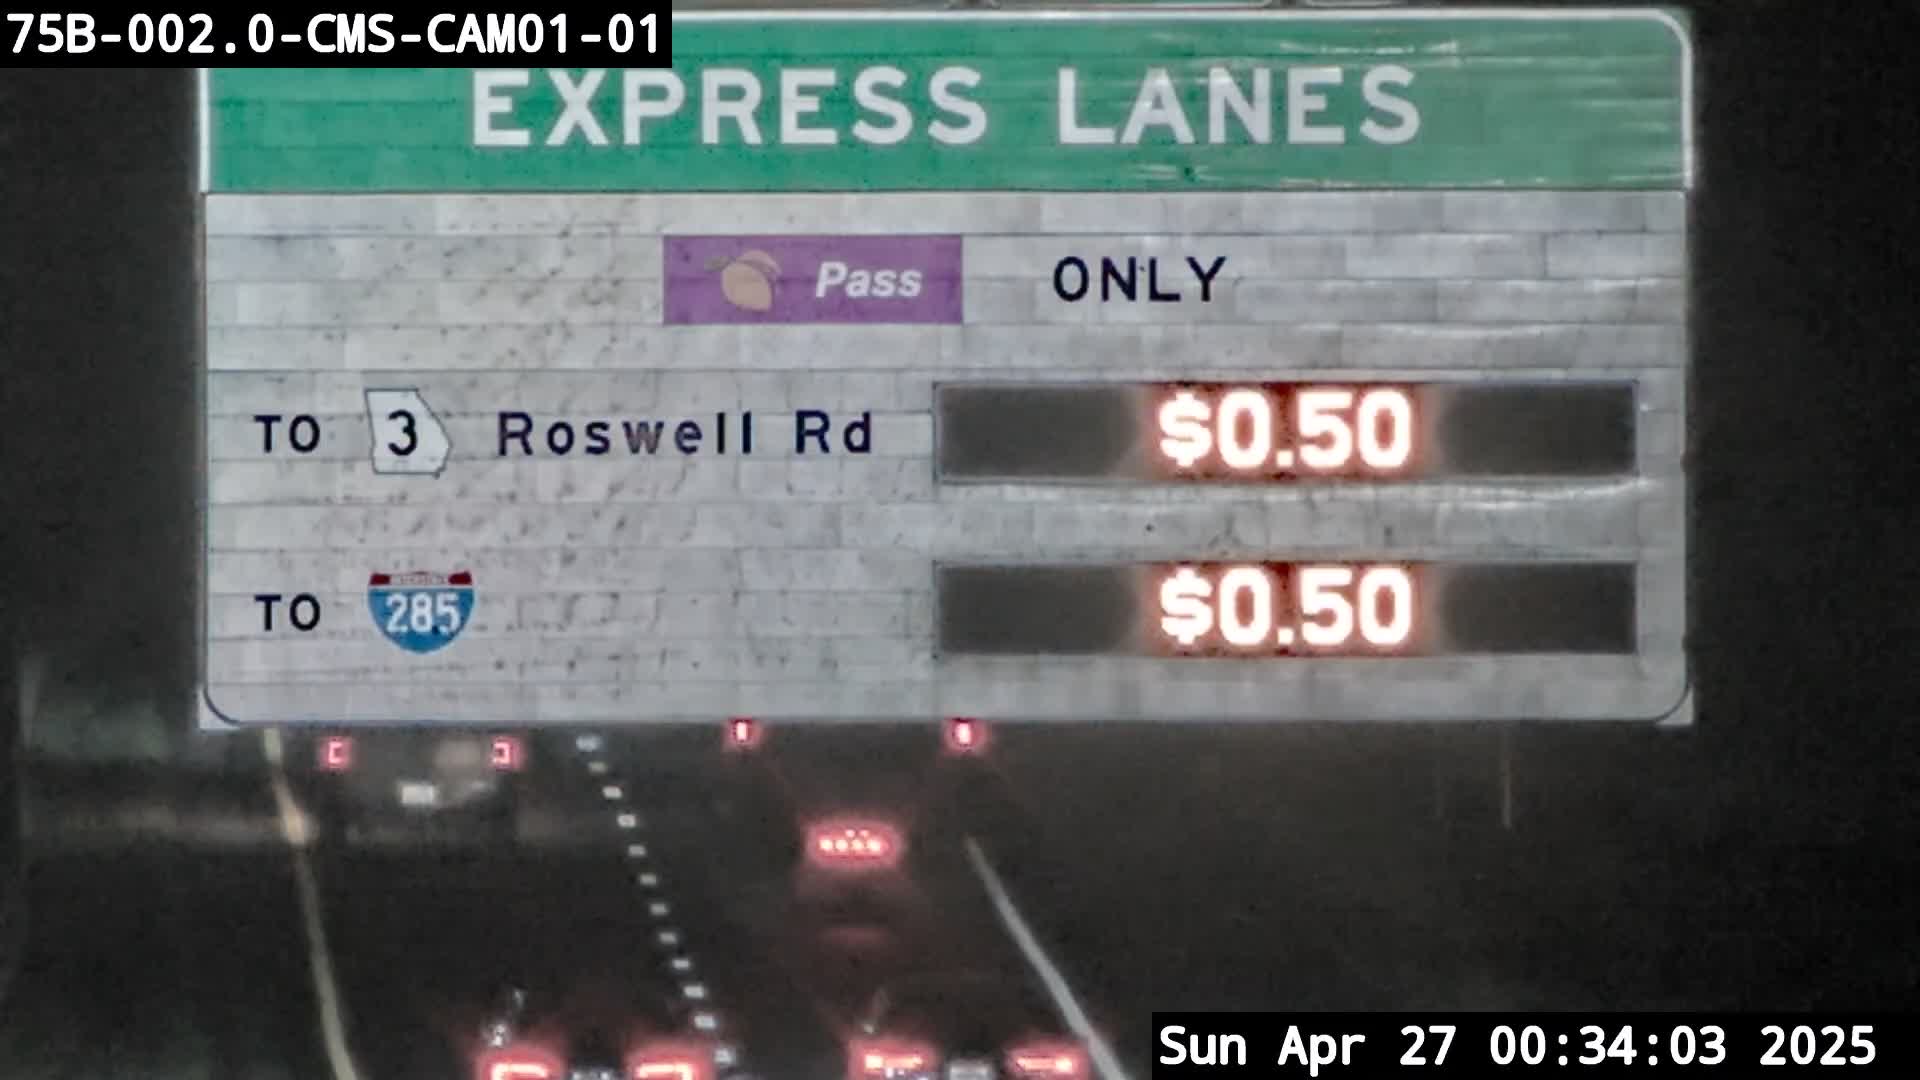 75B-002.0-CMS-CAM01-01
EXPRESS LANES
Pass ONLY
TO 3 Roswell Rd $0.50
TO 285 $0.50
Sun Apr 27 00:34:03 2025